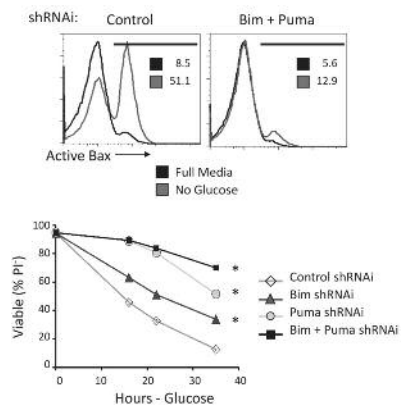 shRNAi: Control Bim + Puma
8.5 5.6
51.1 12.9
Active Bax
Full Media
No Glucose
100
80
60
40
20
0
0 10 20 30 40
Viable (% PI⁻)
Hours - Glucose
Control shRNAi
Bim shRNAi
Puma shRNAi
Bim + Puma shRNAi
*
*
*